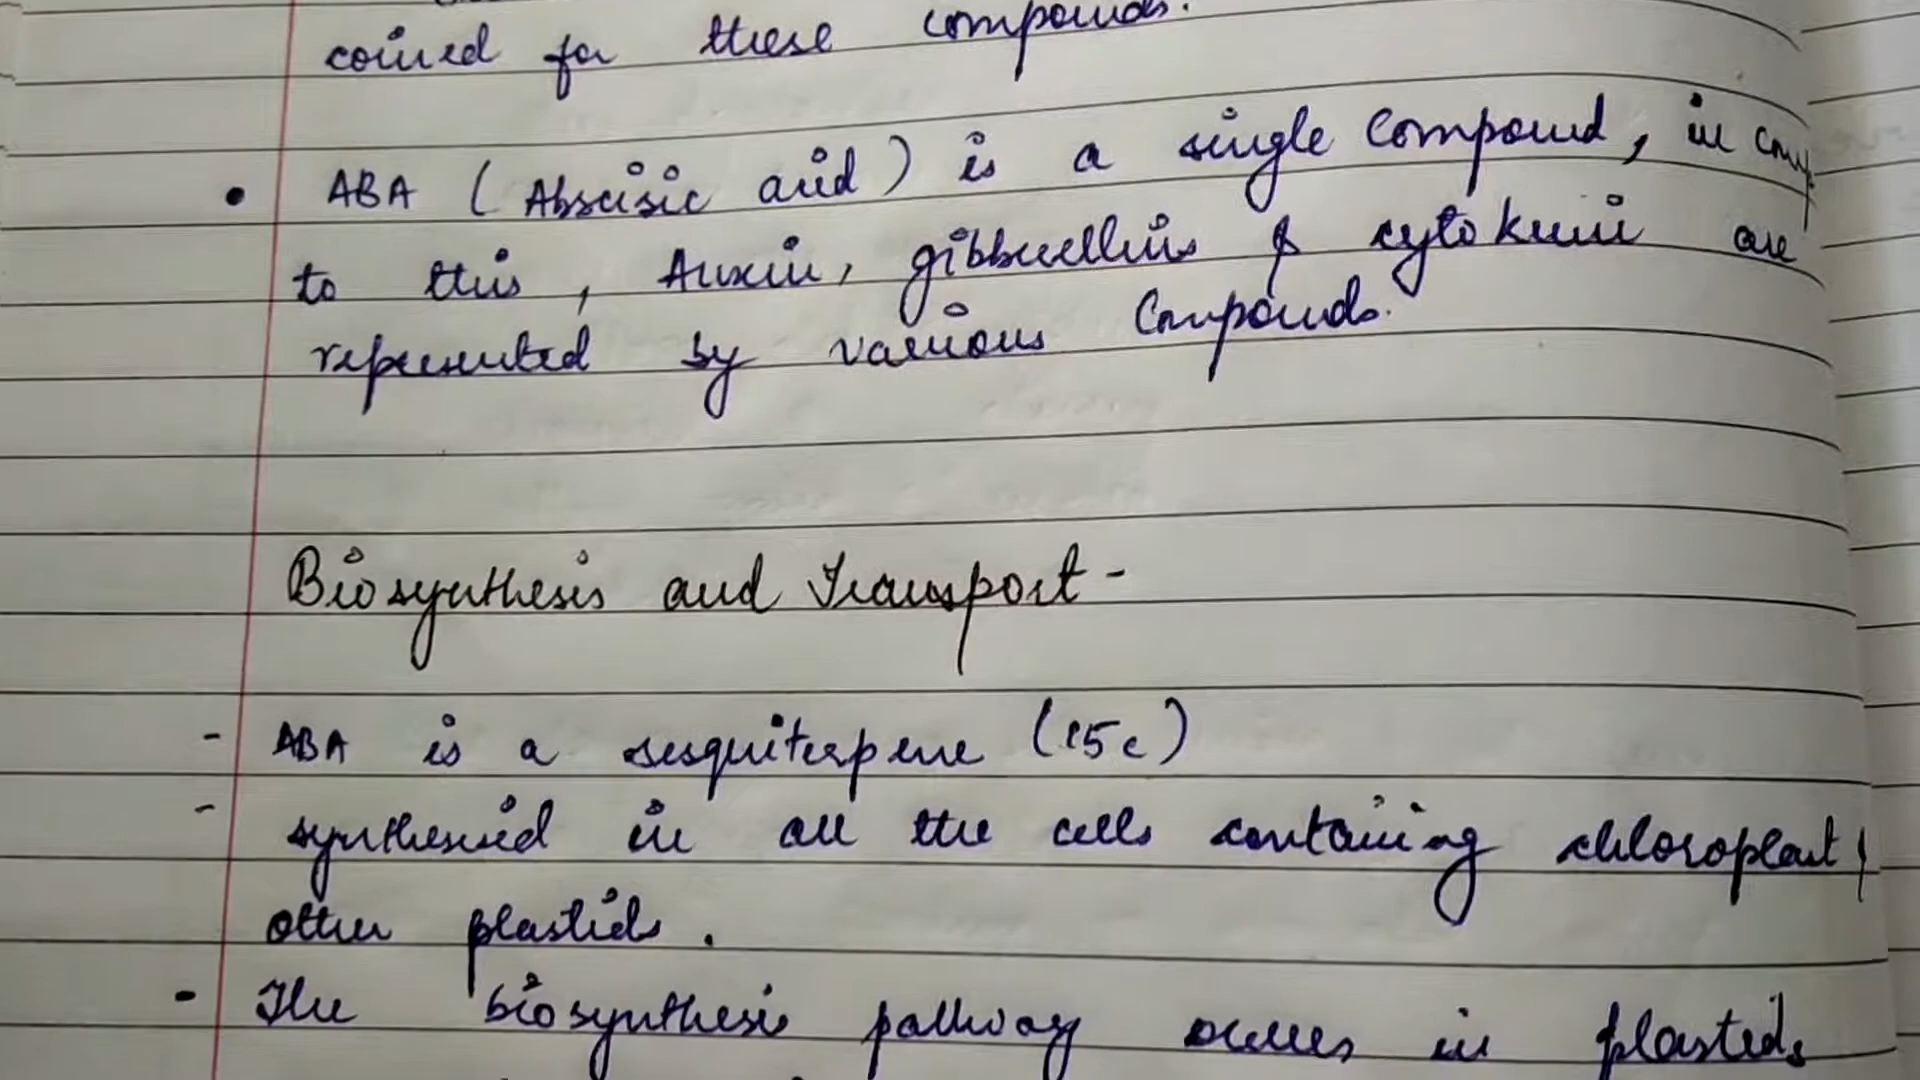 coined for these compounds.
• ABA (Abscisic acid) is a single compound, in comp.
to this, Auxin, gibberellins & cytokinin are
represented by various compounds.
Biosynthesis and Transport -
- ABA is a sesquiterpene (15c)
- synthesised in all the cells containing chloroplast/
other plastids.
- The biosynthesis pathway occurs in plastids